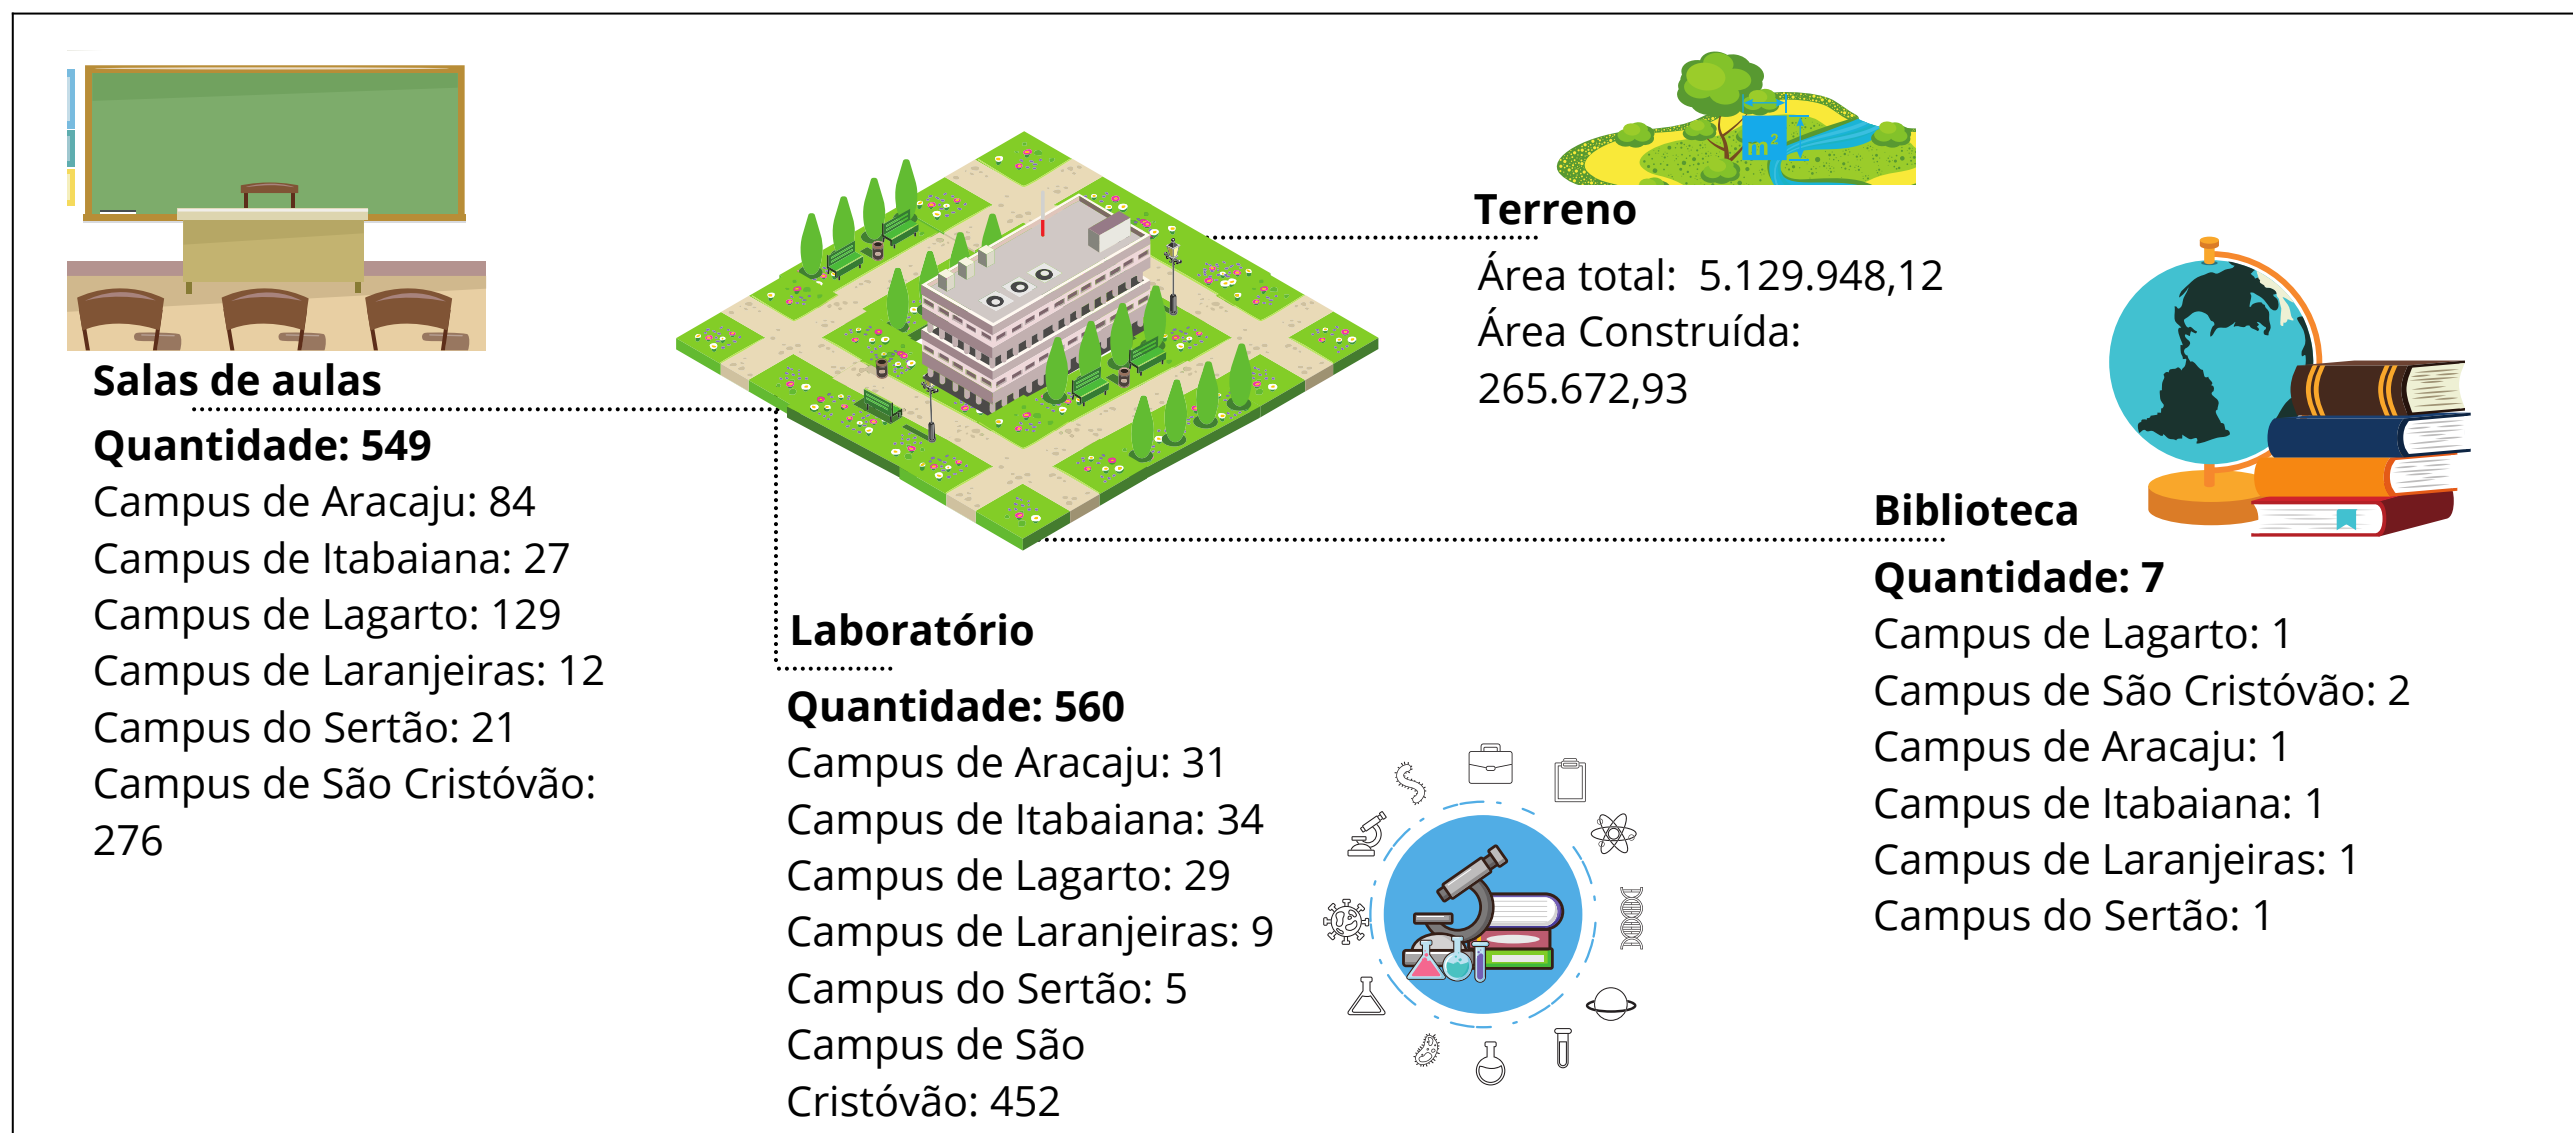 Salas de aulas
Quantidade: 549
Campus de Aracaju: 84
Campus de Itabaiana: 27
Campus de Lagarto: 129
Campus de Laranjeiras: 12
Campus do Sertão: 21
Campus de São Cristóvão:
276
Laboratório
Quantidade: 560
Campus de Aracaju: 31
Campus de Itabaiana: 34
Campus de Lagarto: 29
Campus de Laranjeiras: 9
Campus do Sertão: 5
Campus de São
Cristóvão: 452
m²
Terreno
Área total: 5.129.948,12
Área Construída:
265.672,93
Biblioteca
Quantidade: 7
Campus de Lagarto: 1
Campus de São Cristóvão: 2
Campus de Aracaju: 1
Campus de Itabaiana: 1
Campus de Laranjeiras: 1
Campus do Sertão: 1